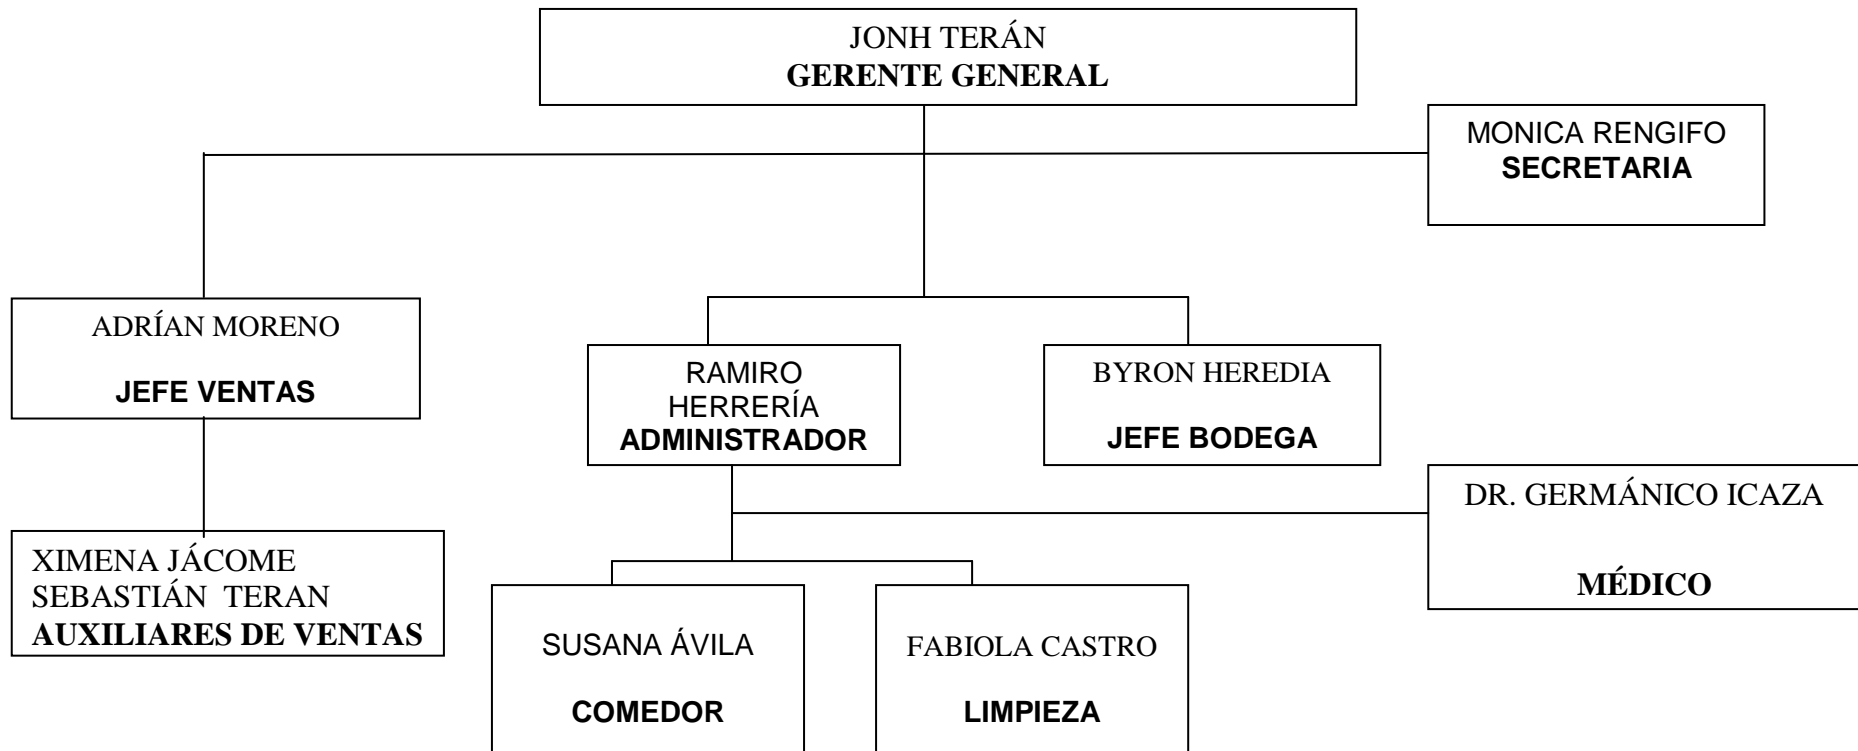 JONH TERÁN
GERENTE GENERAL
MONICA RENGIFO
SECRETARIA
ADRÍAN MORENO
JEFE VENTAS
RAMIRO
HERRERÍA
ADMINISTRADOR
BYRON HEREDIA
JEFE BODEGA
DR. GERMÁNICO ICAZA
MÉDICO
XIMENA JÁCOME
SEBASTIÁN  TERAN
AUXILIARES DE VENTAS
SUSANA ÁVILA
COMEDOR
FABIOLA CASTRO
LIMPIEZA